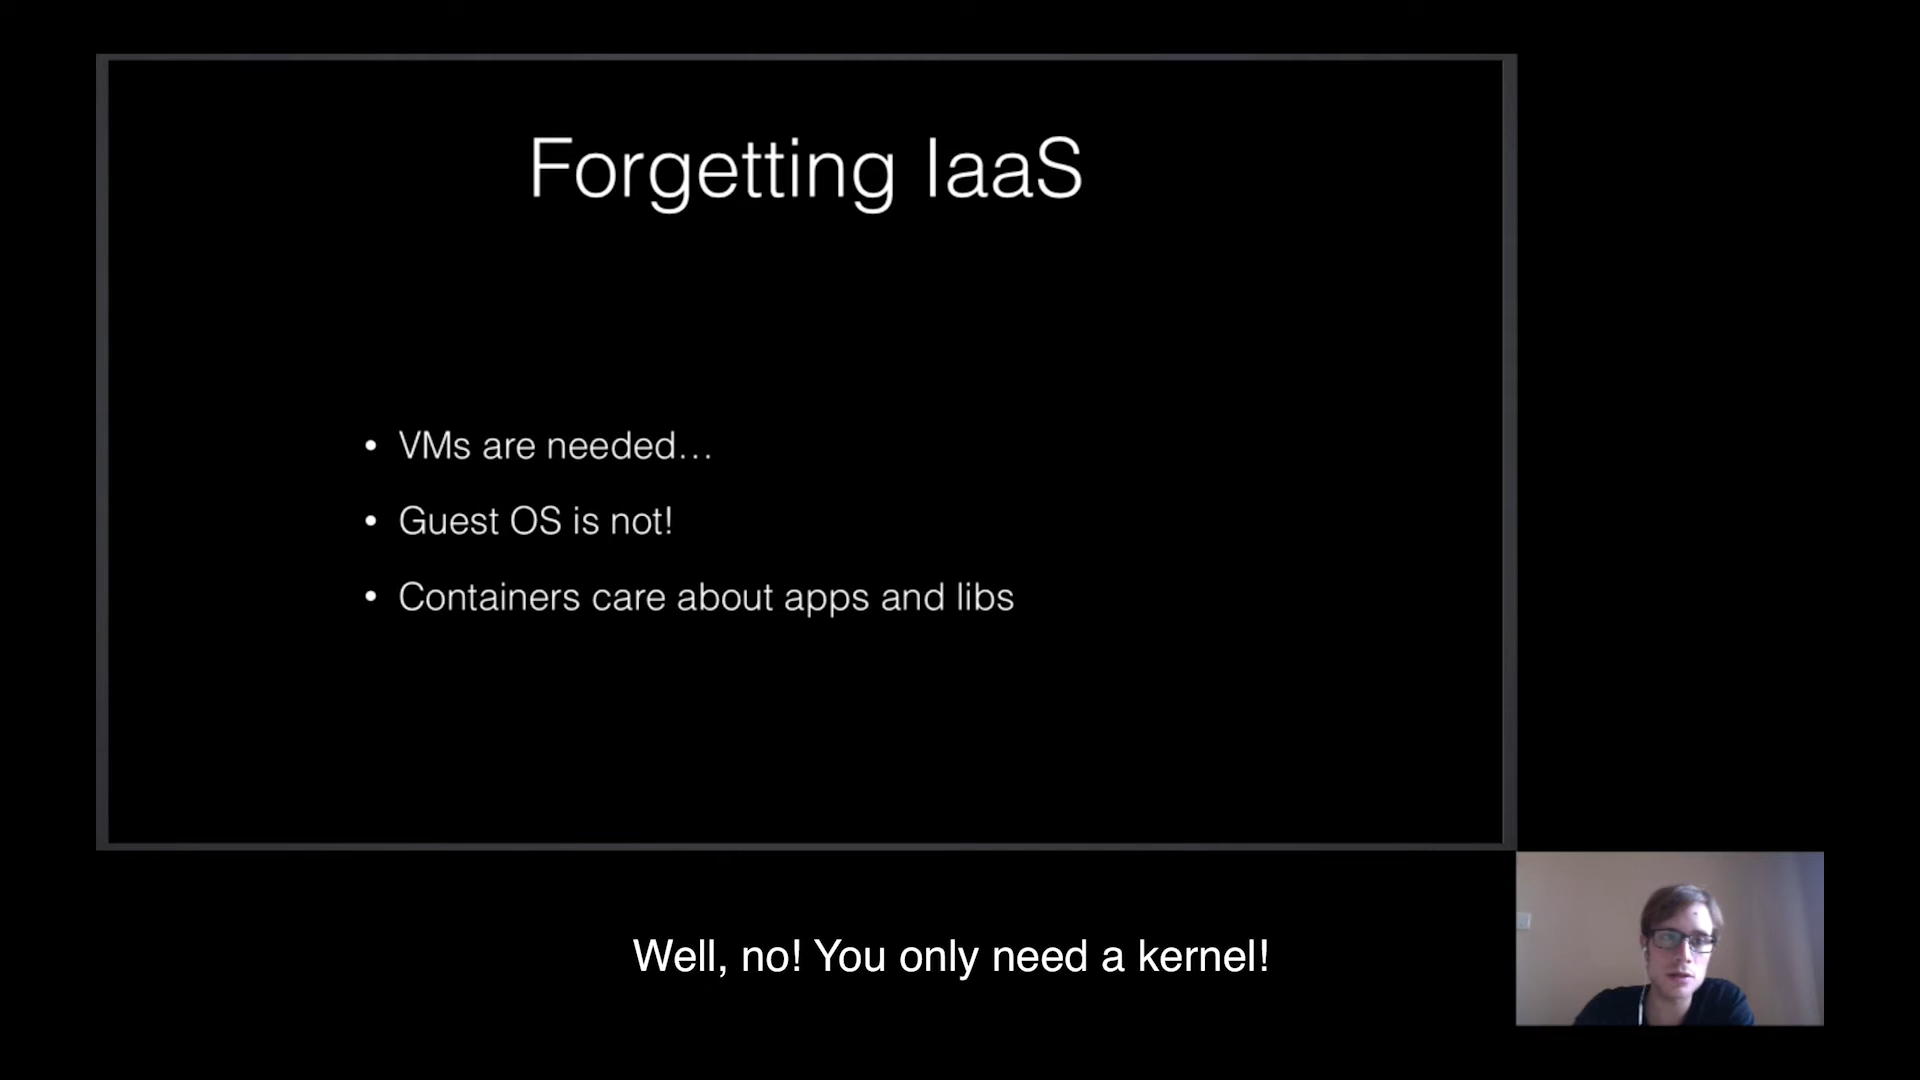 Forgetting IaaS
• VMs are needed…
• Guest OS is not!
• Containers care about apps and libs
Well, no! You only need a kernel!